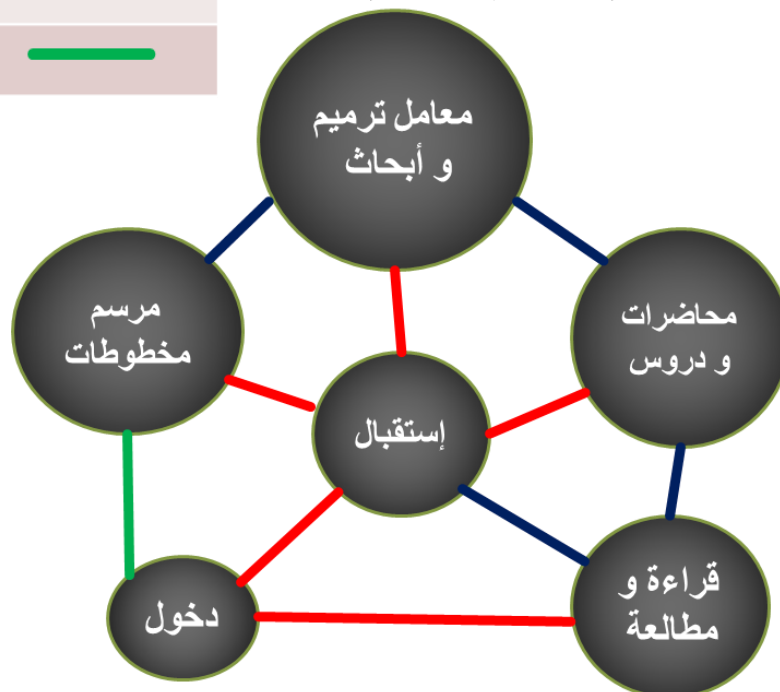 معامل ترميم
و أبحاث
مرسم
مخطوطات
محاضرات
و دروس
إستقبال
دخول
قراءة و
مطالعة